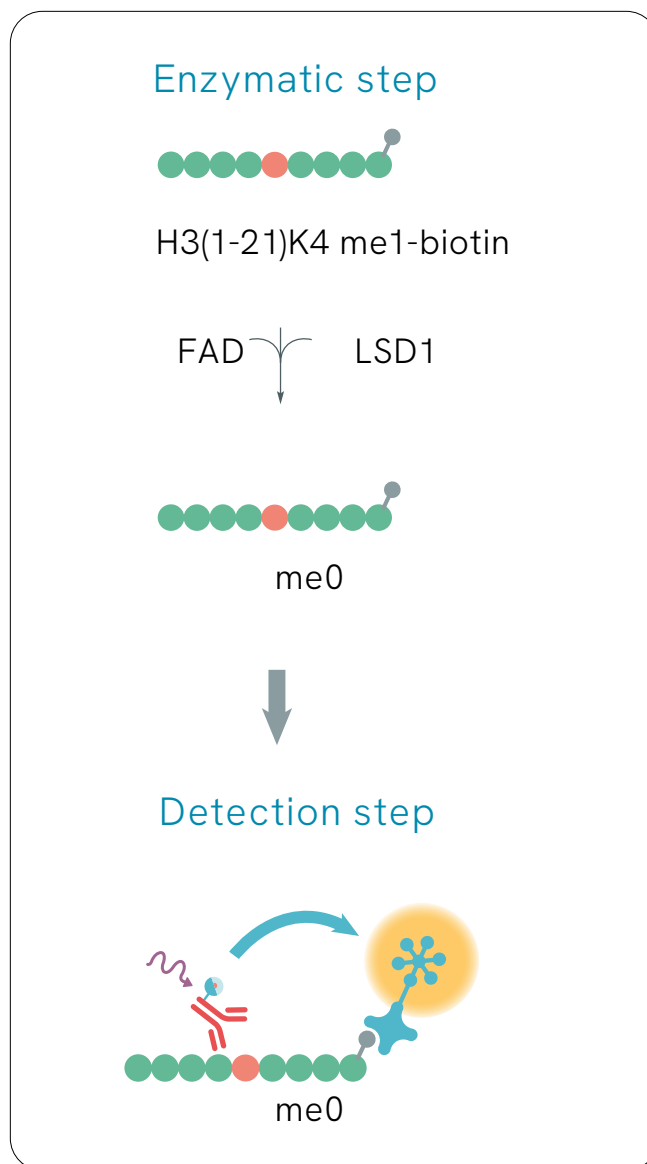 Enzymatic step
H3(1-21)K4 me1-biotin
FAD LSD1
me0
Detection step
me0